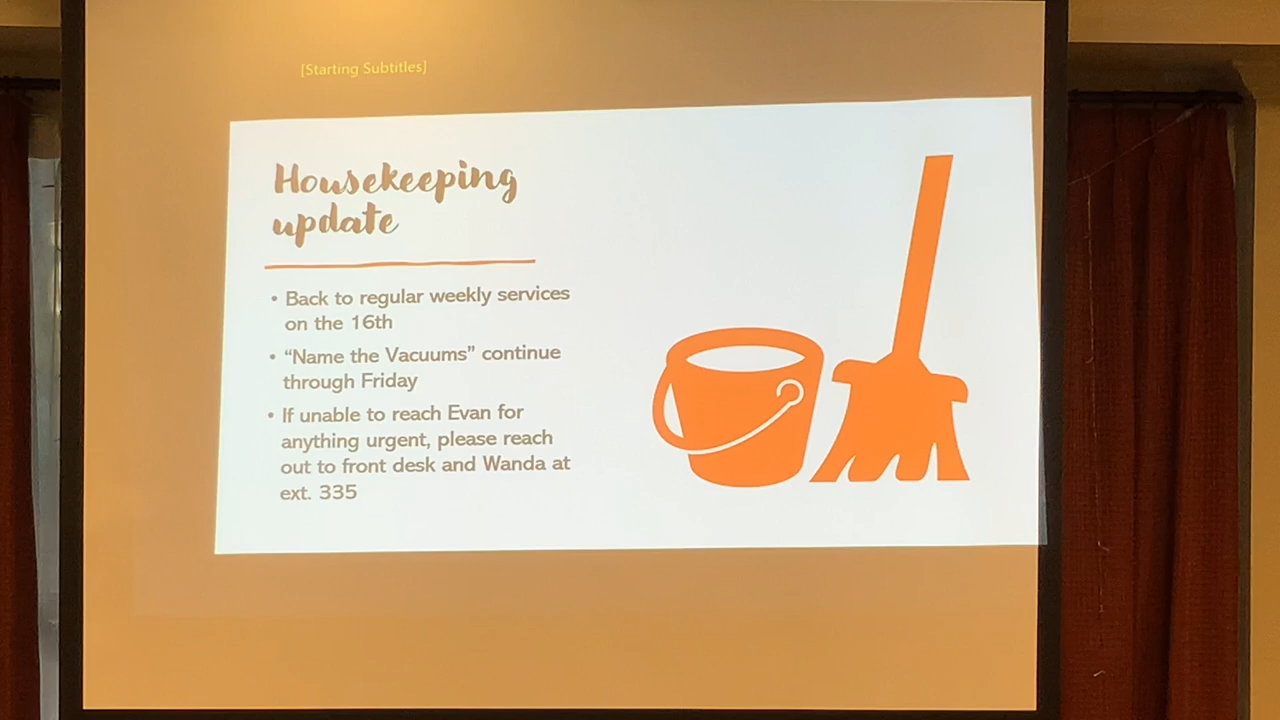 [Starting Subtitles]
Housekeeping
update
• Back to regular weekly services
on the 16th
• “Name the Vacuums” continue
through Friday
• If unable to reach Evan for
anything urgent, please reach
out to front desk and Wanda at
ext. 335